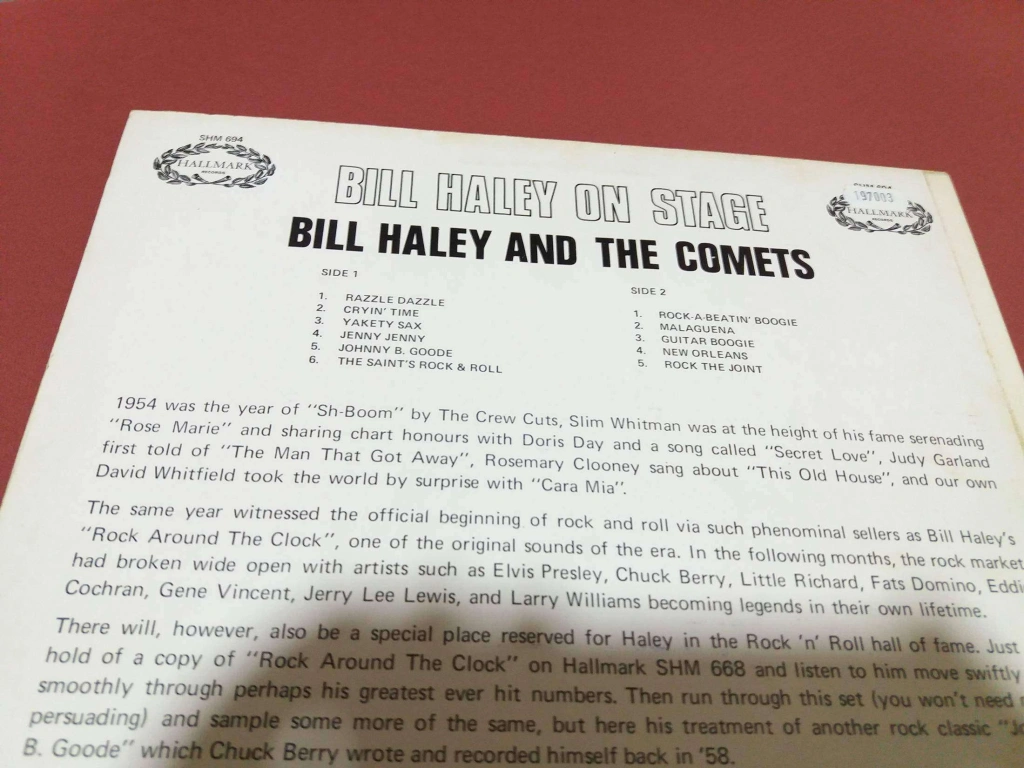 SHM 694
HALLMARK
RECORDS
197003
HALLMARK
RECORDS
BILL HALEY ON STAGE
BILL HALEY AND THE COMETS
SIDE 1
1. RAZZLE DAZZLE
2. CRYIN' TIME
3. YAKETY SAX
4. JENNY JENNY
5. JOHNNY B. GOODE
6. THE SAINT'S ROCK & ROLL
SIDE 2
1. ROCK-A-BEATIN' BOOGIE
2. MALAGUENA
3. GUITAR BOOGIE
4. NEW ORLEANS
5. ROCK THE JOINT
1954 was the year of "Sh-Boom" by The Crew Cuts, Slim Whitman was at the height of his fame serenading
"Rose Marie" and sharing chart honours with Doris Day and a song called "Secret Love", Judy Garland
first told of "The Man That Got Away", Rosemary Clooney sang about "This Old House", and our own
David Whitfield took the world by surprise with "Cara Mia".
The same year witnessed the official beginning of rock and roll via such phenominal sellers as Bill Haley's
"Rock Around The Clock", one of the original sounds of the era. In the following months, the rock market
had broken wide open with artists such as Elvis Presley, Chuck Berry, Little Richard, Fats Domino, Eddi
Cochran, Gene Vincent, Jerry Lee Lewis, and Larry Williams becoming legends in their own lifetime.
There will, however, also be a special place reserved for Haley in the Rock 'n' Roll hall of fame. Just
hold of a copy of "Rock Around The Clock" on Hallmark SHM 668 and listen to him move swiftly
smoothly through perhaps his greatest ever hit numbers. Then run through this set (you won't need
persuading) and sample some more of the same, but here his treatment of another rock classic "Jo
B. Goode" which Chuck Berry wrote and recorded himself back in '58.